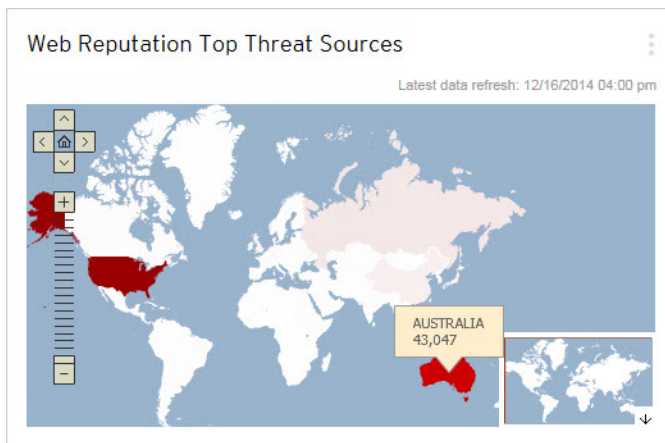 Web Reputation Top Threat Sources
Latest data refresh: 12/16/2014 04:00 pm
AUSTRALIA
43,047